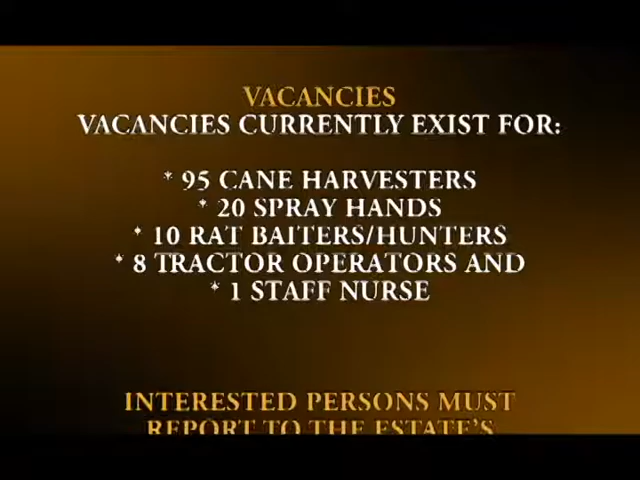 VACANCIES
VACANCIES CURRENTLY EXIST FOR:
* 95 CANE HARVESTERS
* 20 SPRAY HANDS
* 10 RAT BAITERS/HUNTERS
* 8 TRACTOR OPERATORS AND
* 1 STAFF NURSE
INTERESTED PERSONS MUST
REPORT TO THE ESTATE'S